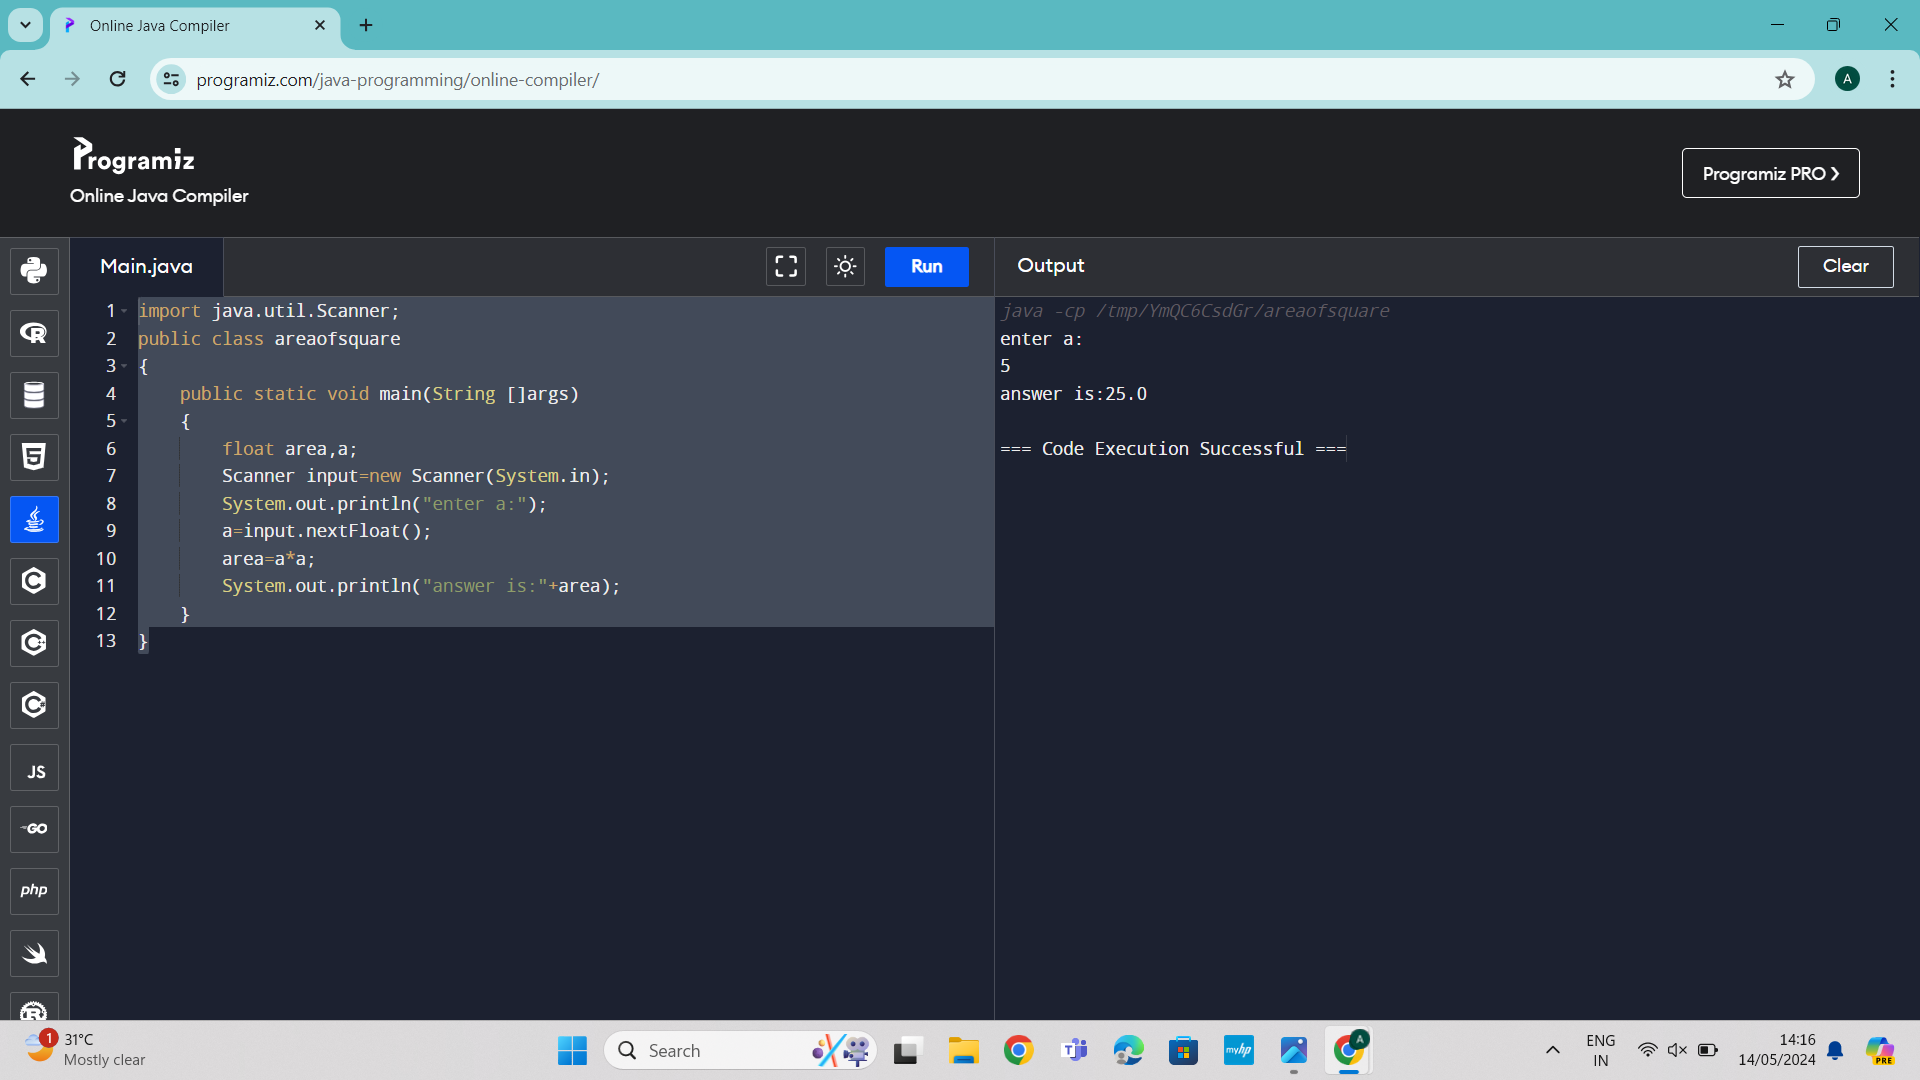 Online Java Compiler
programiz.com/java-programming/online-compiler/
A
Programiz
Online Java Compiler
Programiz PRO
Main.java
Run
Output
Clear
1 import java.util.Scanner;
2 public class areaofsquare
3 {
4 public static void main(String []args)
5 {
6 float area,a;
7 Scanner input=new Scanner(System.in);
8 System.out.println("enter a:");
9 a=input.nextFloat();
10 area=a*a;
11 System.out.println("answer is:"+area);
12 }
13 }
java -cp /tmp/YmQC6CsdGr/areaofsquare
enter a:
5
answer is:25.0
=== Code Execution Successful ===
R
5
C
C
C
JS
GO
php
R
1
31°C
Mostly clear
Search
T
myhp
A
ENG
IN
14:16
14/05/2024
PRE